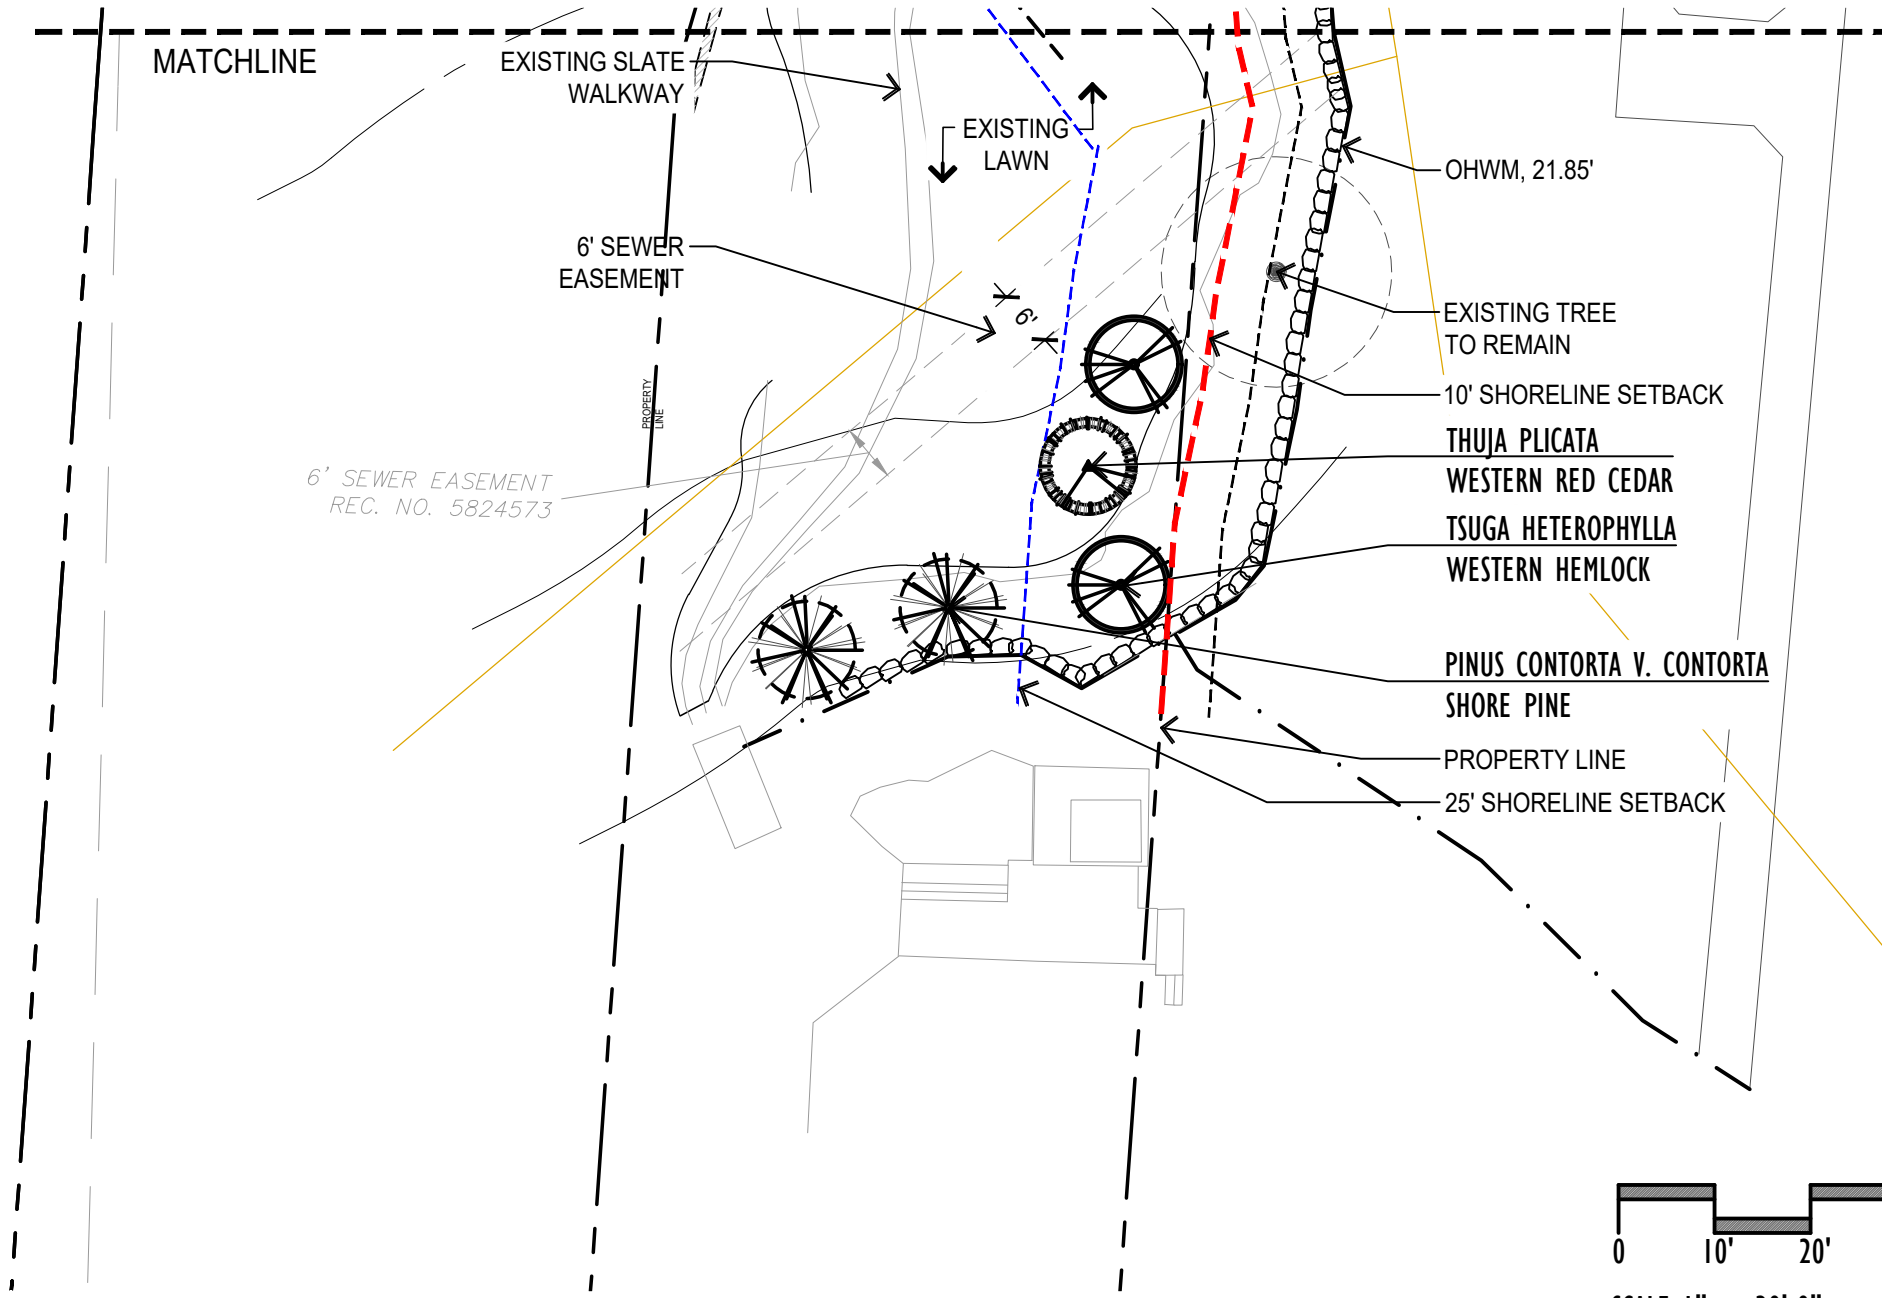 MATCHLINE
EXISTING SLATE
WALKWAY
EXISTING
LAWN
OHWM, 21.85'
6' SEWER
EASEMENT
6'
EXISTING TREE
TO REMAIN
PROPERTY
LINE
10' SHORELINE SETBACK
THUJA PLICATA
WESTERN RED CEDAR
6' SEWER EASEMENT
REC. NO. 5824573
TSUGA HETEROPHYLLA
WESTERN HEMLOCK
PINUS CONTORTA V. CONTORTA
SHORE PINE
PROPERTY LINE
25' SHORELINE SETBACK
0 10' 20'